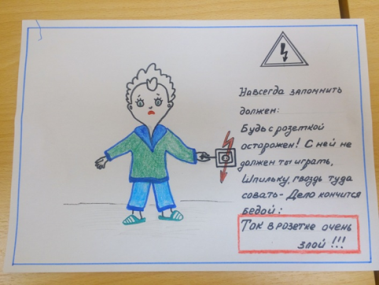 Навсегда запомнить
должен:
Будь с розеткой
осторожен! С ней не
должен ты играть,
Шпильку, гвоздь туда
совать - Дело кончится
бедой:
Ток в розетке очень
злой!!!